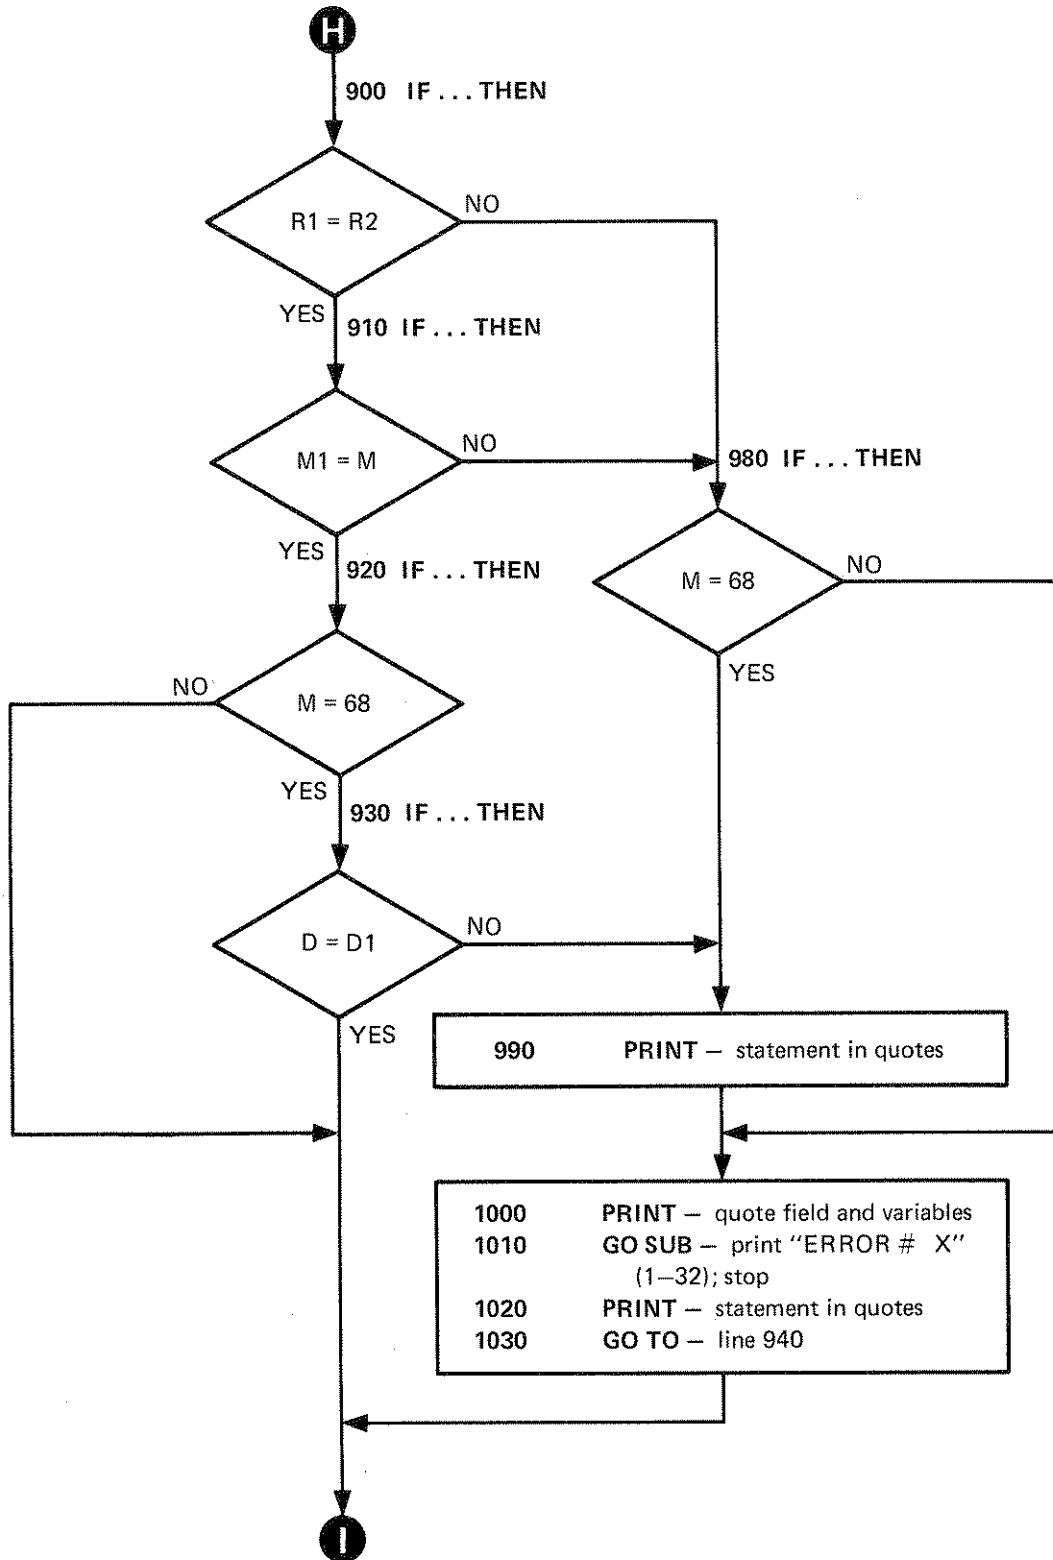 H
900 IF ... THEN
R1 = R2
NO
YES
910 IF ... THEN
M1 = M
NO
980 IF ... THEN
YES
920 IF ... THEN
M = 68
NO
NO
M = 68
YES
YES
930 IF ... THEN
D = D1
NO
YES
990 PRINT — statement in quotes
1000 PRINT — quote field and variables
1010 GO SUB — print “ERROR # X”
(1–32); stop
1020 PRINT — statement in quotes
1030 GO TO — line 940
I